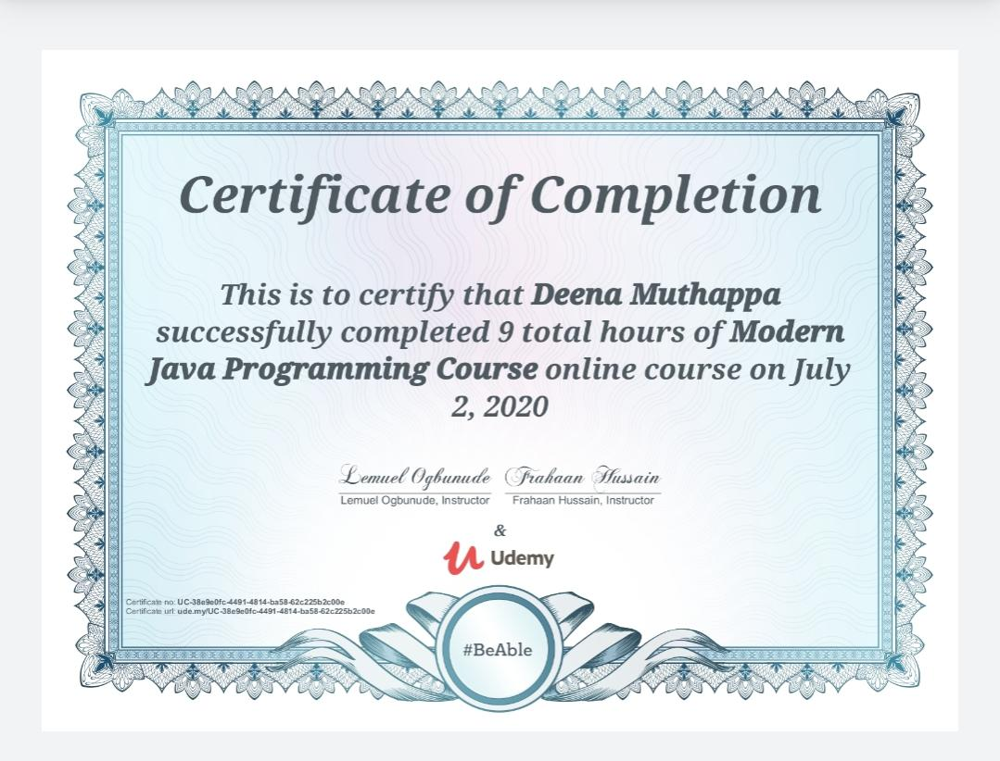 Certificate of Completion
This is to certify that Deena Muthappa
successfully completed 9 total hours of Modern
Java Programming Course online course on July
2, 2020
Lemuel Ogbunude Frahaan Hussain
Lemuel Ogbunude, Instructor Frahaan Hussain, Instructor
&
Udemy
Certificate no: UC-38e9e0fc-4491-4814-ba58-62c225b2c00e
Certificate url: ude.my/UC-38e9e0fc-4491-4814-ba58-62c225b2c00e
#BeAble